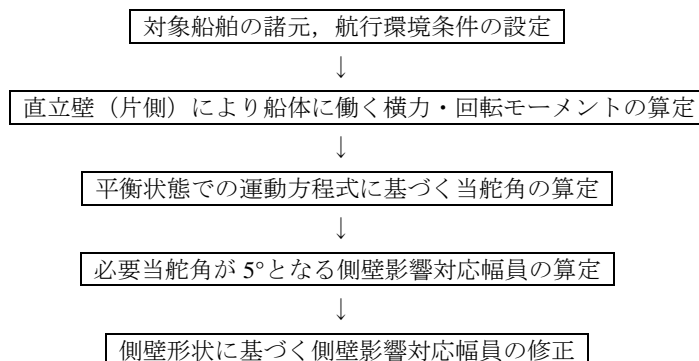 対象船舶の諸元，航行環境条件の設定
↓
直立壁（片側）により船体に働く横力・回転モーメントの算定
↓
平衡状態での運動方程式に基づく当舵角の算定
↓
必要当舵角が 5°となる側壁影響対応幅員の算定
↓
側壁形状に基づく側壁影響対応幅員の修正